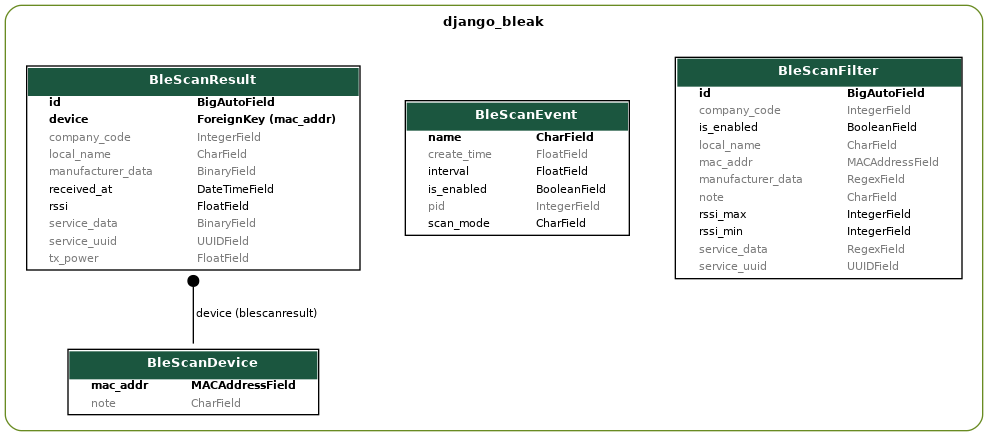 django_bleak
BleScanResult
id BigAutoField
device ForeignKey (mac_addr)
company_code IntegerField
local_name CharField
manufacturer_data BinaryField
received_at DateTimeField
rssi FloatField
service_data BinaryField
service_uuid UUIDField
tx_power FloatField
device (blescanresult)
BleScanDevice
mac_addr MACAddressField
note CharField
BleScanEvent
name CharField
create_time FloatField
interval FloatField
is_enabled BooleanField
pid IntegerField
scan_mode CharField
BleScanFilter
id BigAutoField
company_code IntegerField
is_enabled BooleanField
local_name CharField
mac_addr MACAddressField
manufacturer_data RegexField
note CharField
rssi_max IntegerField
rssi_min IntegerField
service_data RegexField
service_uuid UUIDField